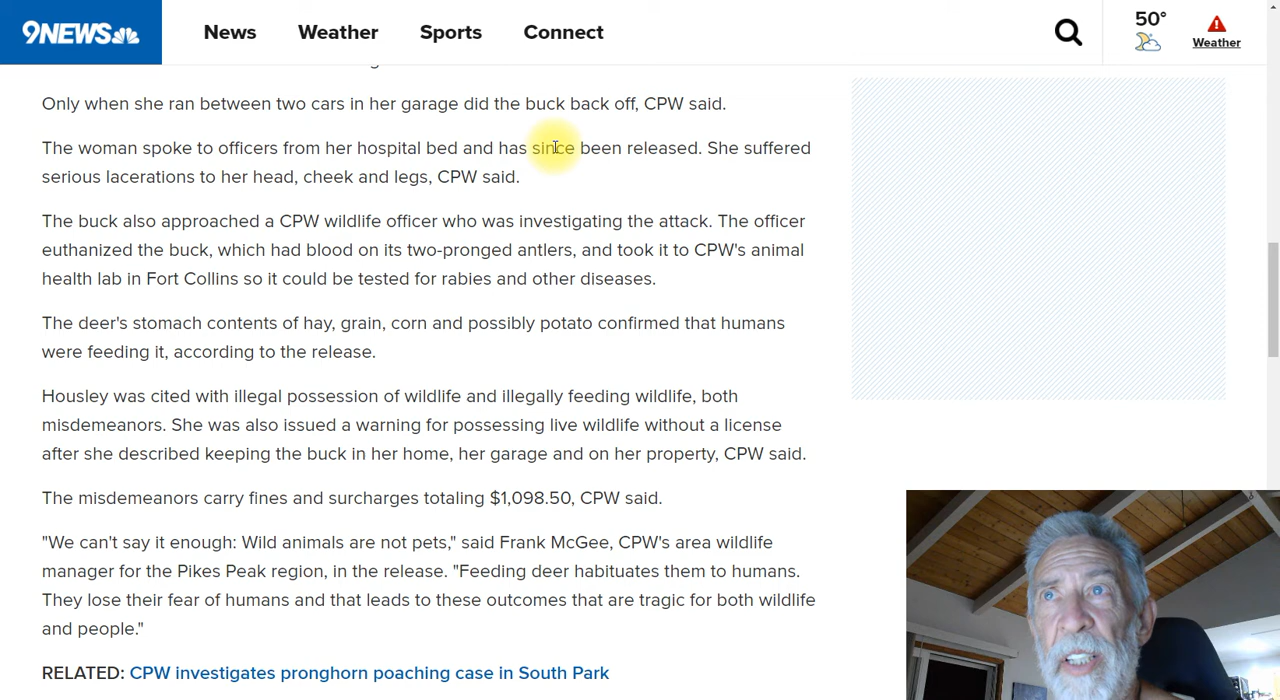 9NEWS News Weather Sports Connect 50° Weather
Only when she ran between two cars in her garage did the buck back off, CPW said.
The woman spoke to officers from her hospital bed and has since been released. She suffered
serious lacerations to her head, cheek and legs, CPW said.
The buck also approached a CPW wildlife officer who was investigating the attack. The officer
euthanized the buck, which had blood on its two-pronged antlers, and took it to CPW's animal
health lab in Fort Collins so it could be tested for rabies and other diseases.
The deer's stomach contents of hay, grain, corn and possibly potato confirmed that humans
were feeding it, according to the release.
Housley was cited with illegal possession of wildlife and illegally feeding wildlife, both
misdemeanors. She was also issued a warning for possessing live wildlife without a license
after she described keeping the buck in her home, her garage and on her property, CPW said.
The misdemeanors carry fines and surcharges totaling $1,098.50, CPW said.
"We can't say it enough: Wild animals are not pets," said Frank McGee, CPW's area wildlife
manager for the Pikes Peak region, in the release. "Feeding deer habituates them to humans.
They lose their fear of humans and that leads to these outcomes that are tragic for both wildlife
and people."
RELATED: CPW investigates pronghorn poaching case in South Park